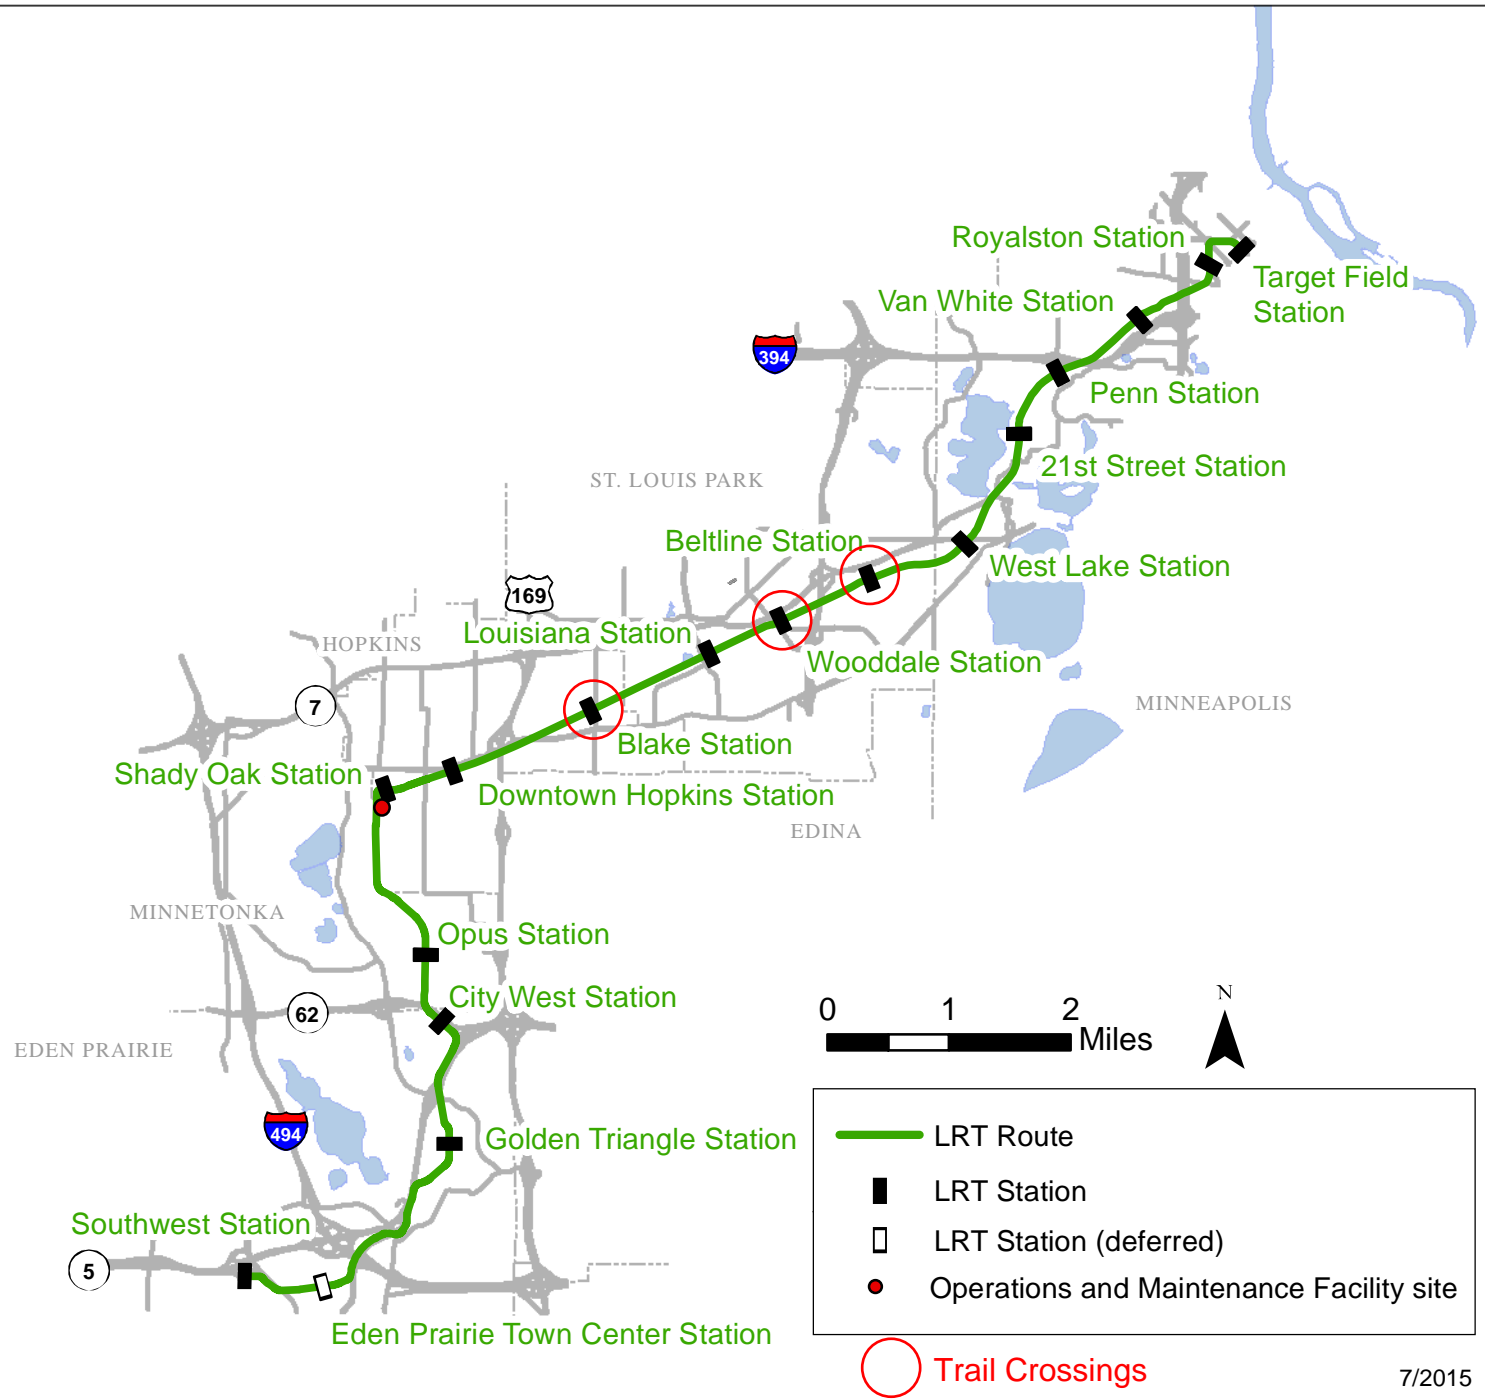 Royalston Station
Target Field
Station
Van White Station
394
Penn Station
21st Street Station
ST. LOUIS PARK
Beltline Station
West Lake Station
169
Louisiana Station
HOPKINS
Wooddale Station
7
MINNEAPOLIS
Blake Station
Shady Oak Station
Downtown Hopkins Station
EDINA
MINNETONKA
Opus Station
City West Station
62
EDEN PRAIRIE
0 1 2
Miles
N
494
Golden Triangle Station
LRT Route
LRT Station
Southwest Station
LRT Station (deferred)
5
Operations and Maintenance Facility site
Eden Prairie Town Center Station
Trail Crossings
7/2015